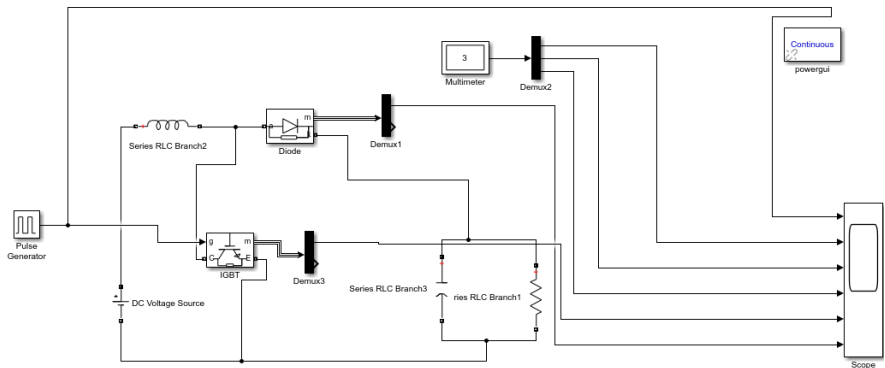 Continuous
powergui
3
Multimeter
Demux2
m
a
k
Diode
Demux1
Series RLC Branch2
Pulse
Generator
g
m
C
E
IGBT
Demux3
+
DC Voltage Source
Series RLC Branch3
ries RLC Branch1
Scope